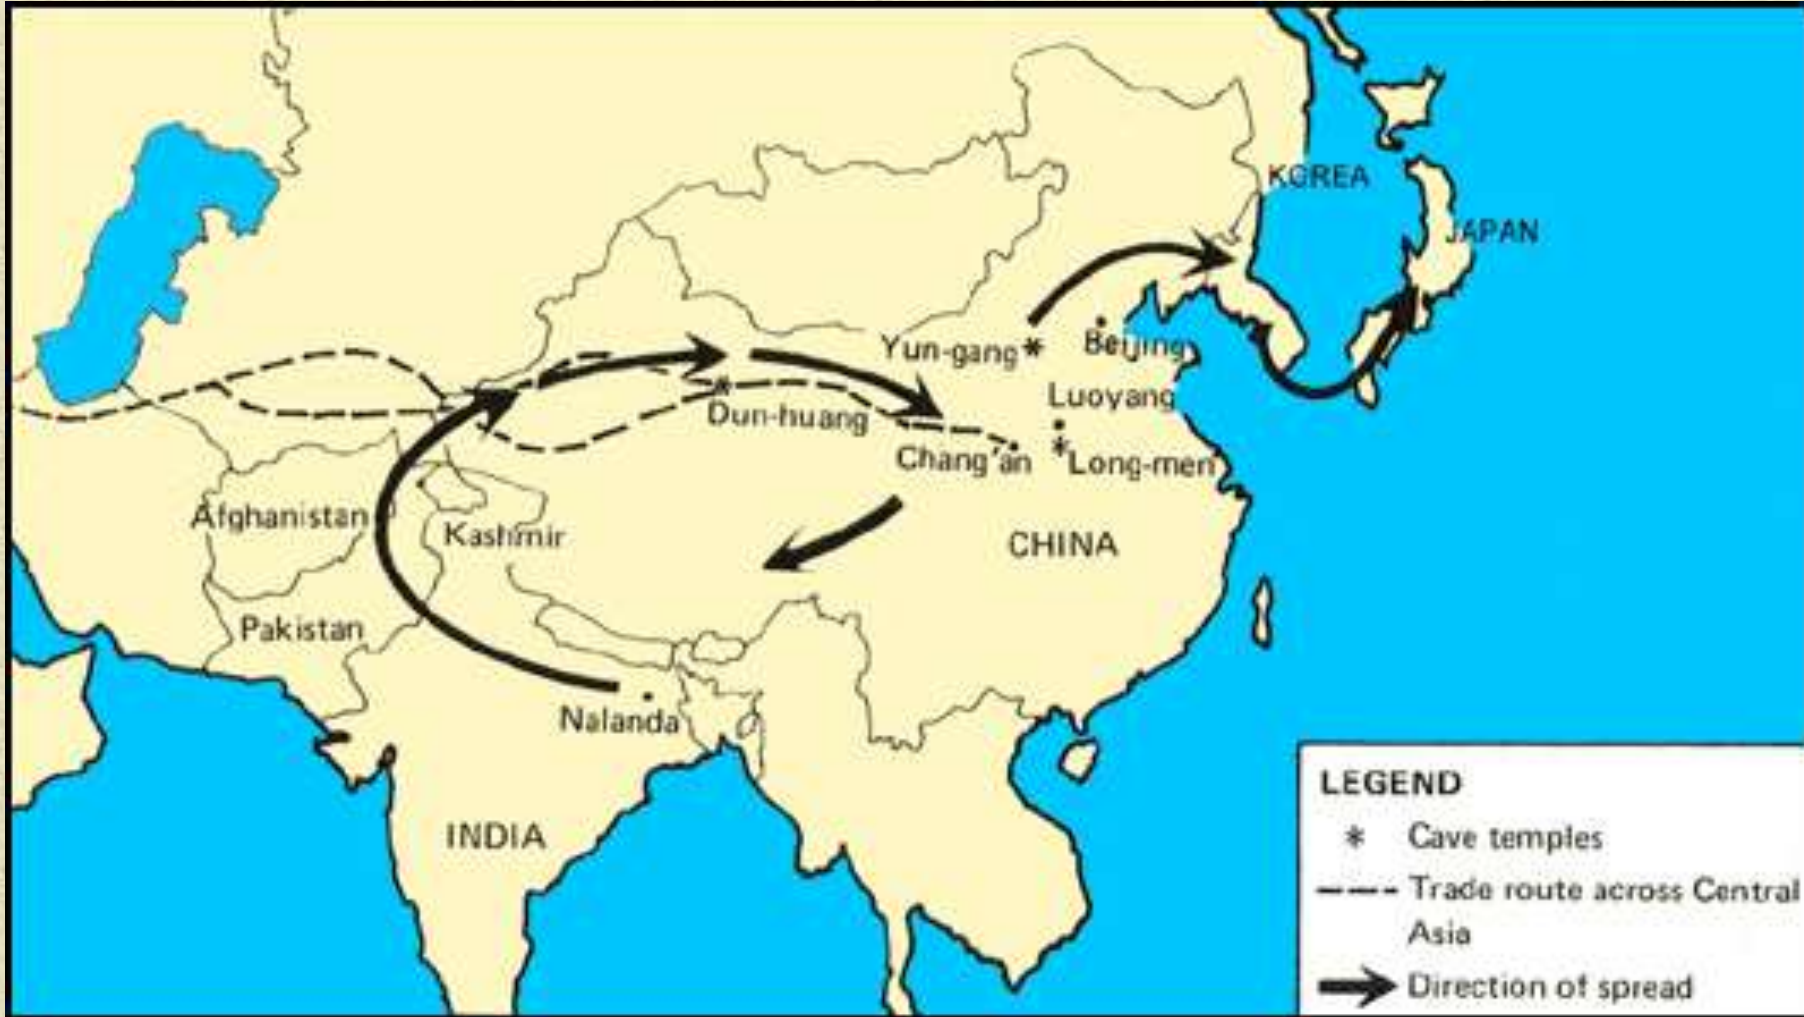 KOREA
JAPAN
Yun-gang
Beijing
Luoyang
Dun-huang
Chang'an
Long-men
Afghanistan
Kashmir
CHINA
Pakistan
Nalanda
INDIA
LEGEND
* Cave temples
Trade route across Central
Asia
Direction of spread